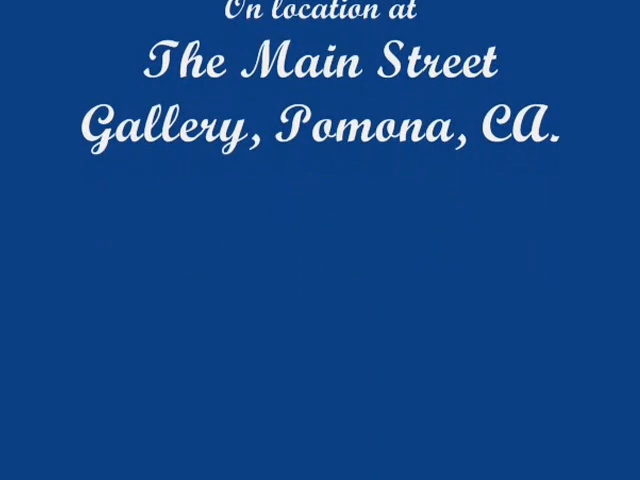 On location at
The Main Street
Gallery, Pomona, CA.